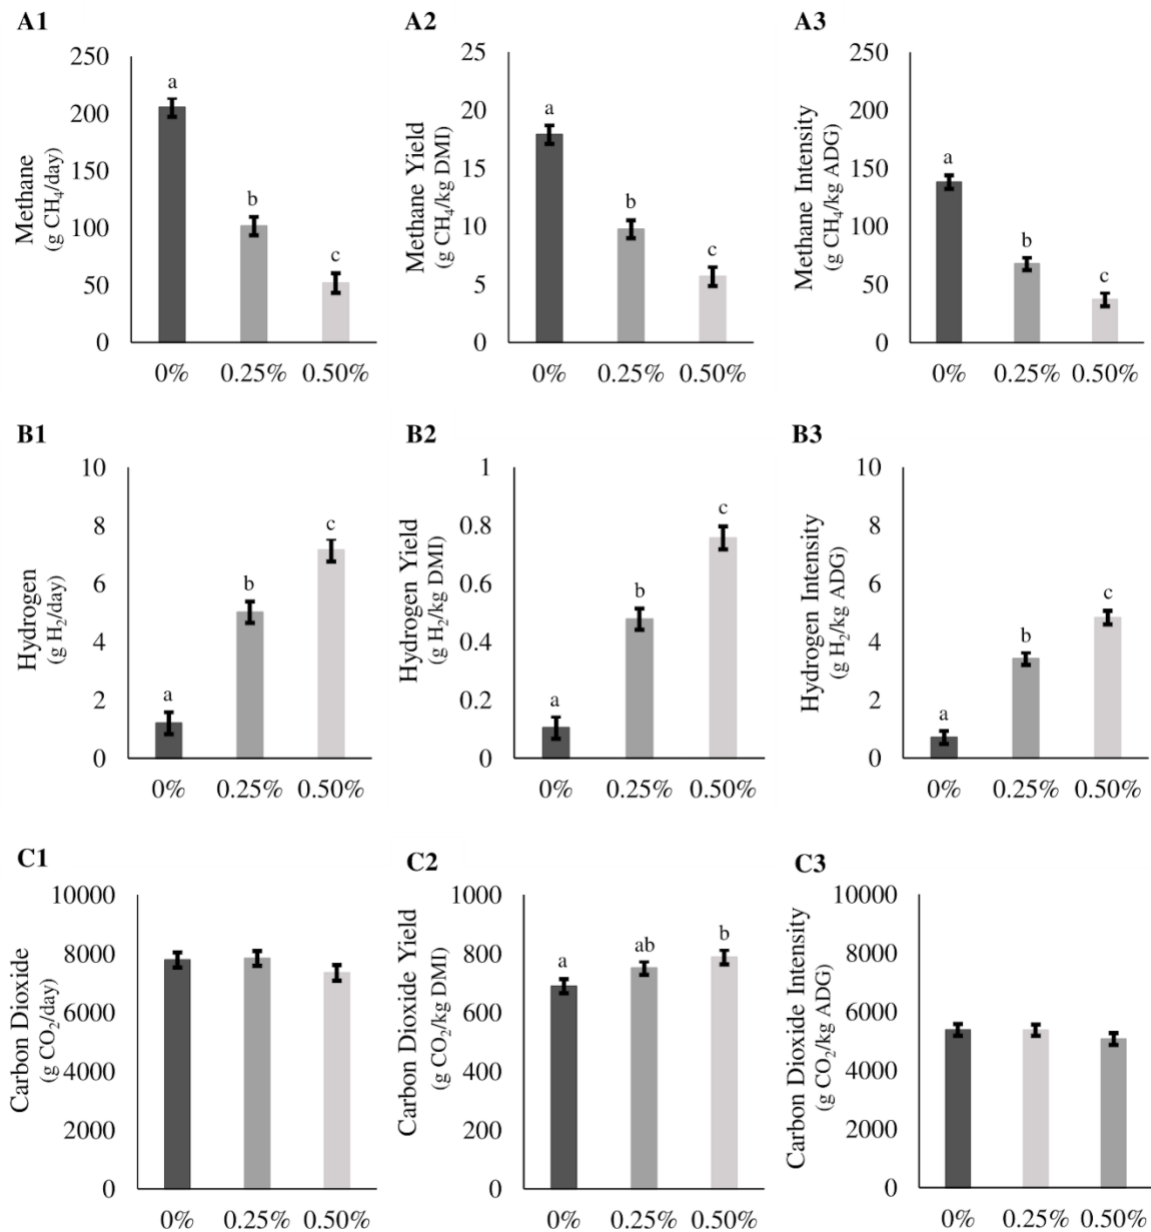 A1
Methane
(g CH₄/day)
250
200
150
100
50
0
a
b
c
0% 0.25% 0.50%
A2
Methane Yield
(g CH₄/kg DMI)
25
20
15
10
5
0
a
b
c
0% 0.25% 0.50%
A3
Methane Intensity
(g CH₄/kg ADG)
250
200
150
100
50
0
a
b
c
0% 0.25% 0.50%
B1
Hydrogen
(g H₂/day)
10
8
6
4
2
0
a
b
c
0% 0.25% 0.50%
B2
Hydrogen Yield
(g H₂/kg DMI)
1
0.8
0.6
0.4
0.2
0
a
b
c
0% 0.25% 0.50%
B3
Hydrogen Intensity
(g H₂/kg ADG)
10
8
6
4
2
0
a
b
c
0% 0.25% 0.50%
C1
Carbon Dioxide
(g CO₂/day)
10000
8000
6000
4000
2000
0
0% 0.25% 0.50%
C2
Carbon Dioxide Yield
(g CO₂/kg DMI)
1000
800
600
400
200
0
a
ab
b
0% 0.25% 0.50%
C3
Carbon Dioxide Intensity
(g CO₂/kg ADG)
10000
8000
6000
4000
2000
0
0% 0.25% 0.50%